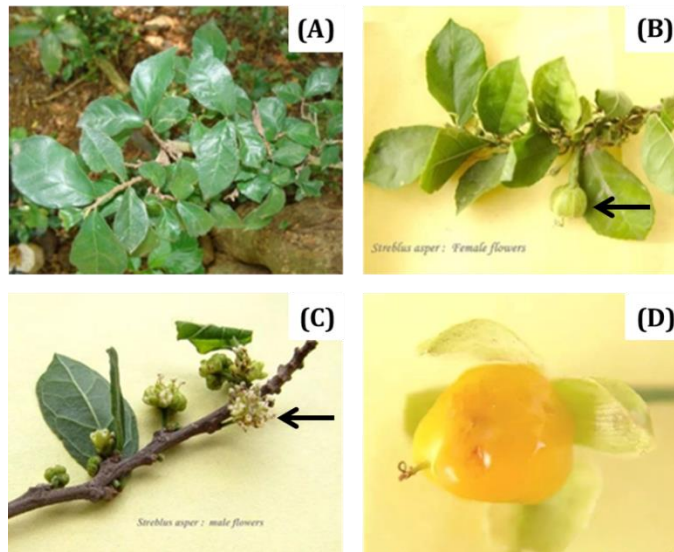 (A)
(B)
Streblus asper : Female flowers
(C)
Streblus asper : male flowers
(D)